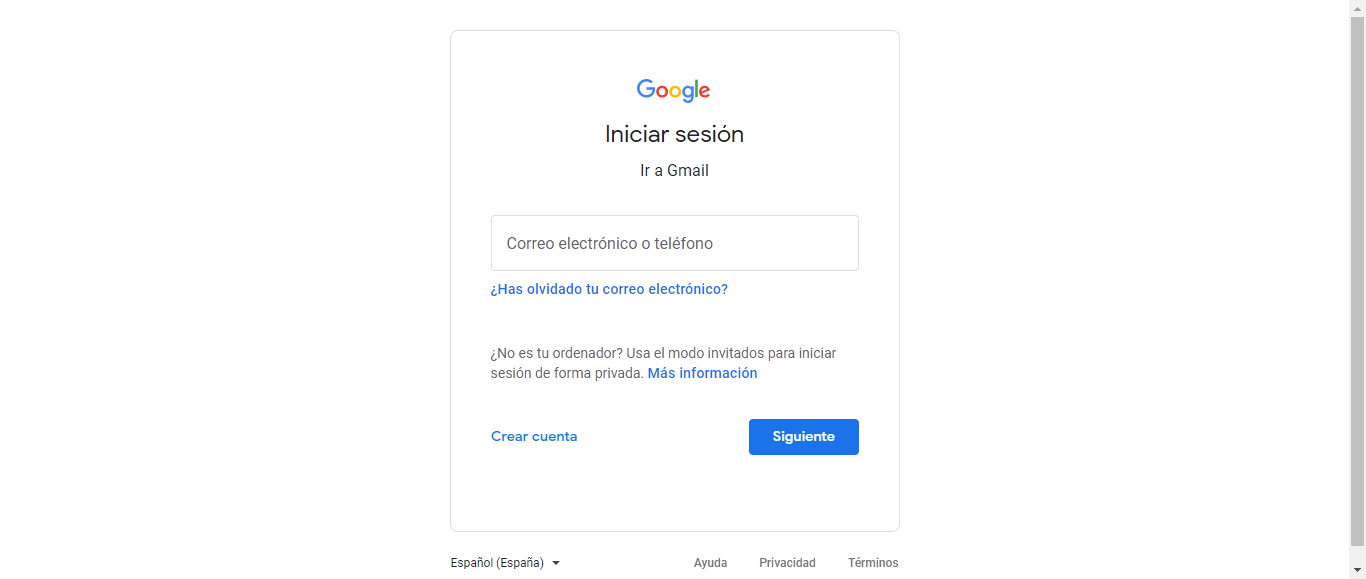 Google
Iniciar sesión
Ir a Gmail
Correo electrónico o teléfono
¿Has olvidado tu correo electrónico?
¿No es tu ordenador? Usa el modo invitados para iniciar
sesión de forma privada. Más información
Crear cuenta
Siguiente
Español (España)
Ayuda
Privacidad
Términos